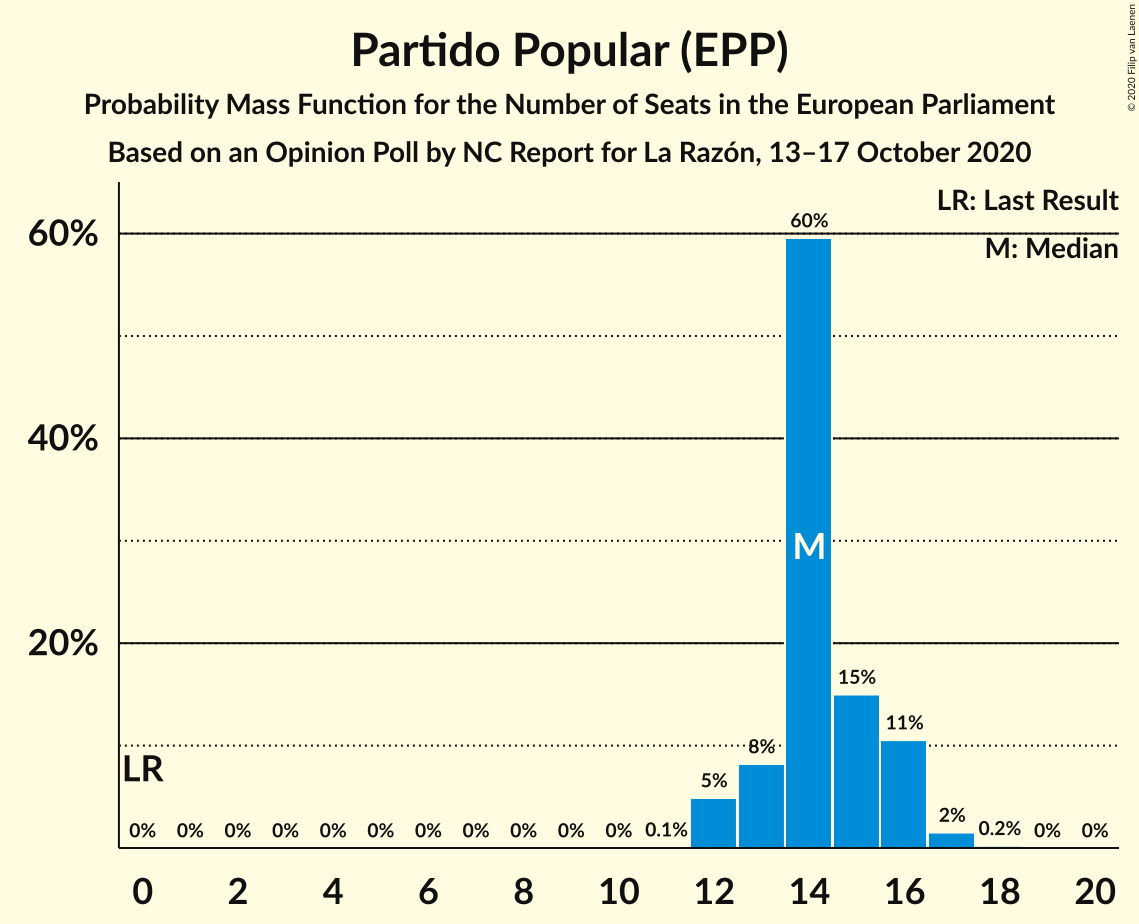 Partido Popular (EPP)
Probability Mass Function for the Number of Seats in the European Parliament
Based on an Opinion Poll by NC Report for La Razón, 13–17 October 2020
© 2020 Filip van Laenen
LR: Last Result
M: Median
60%
40%
20%
60%
M
15%
11%
8%
5%
2%
LR
0% 0% 0% 0% 0% 0% 0% 0% 0% 0% 0% 0.1% 0.2% 0% 0%
0 2 4 6 8 10 12 14 16 18 20